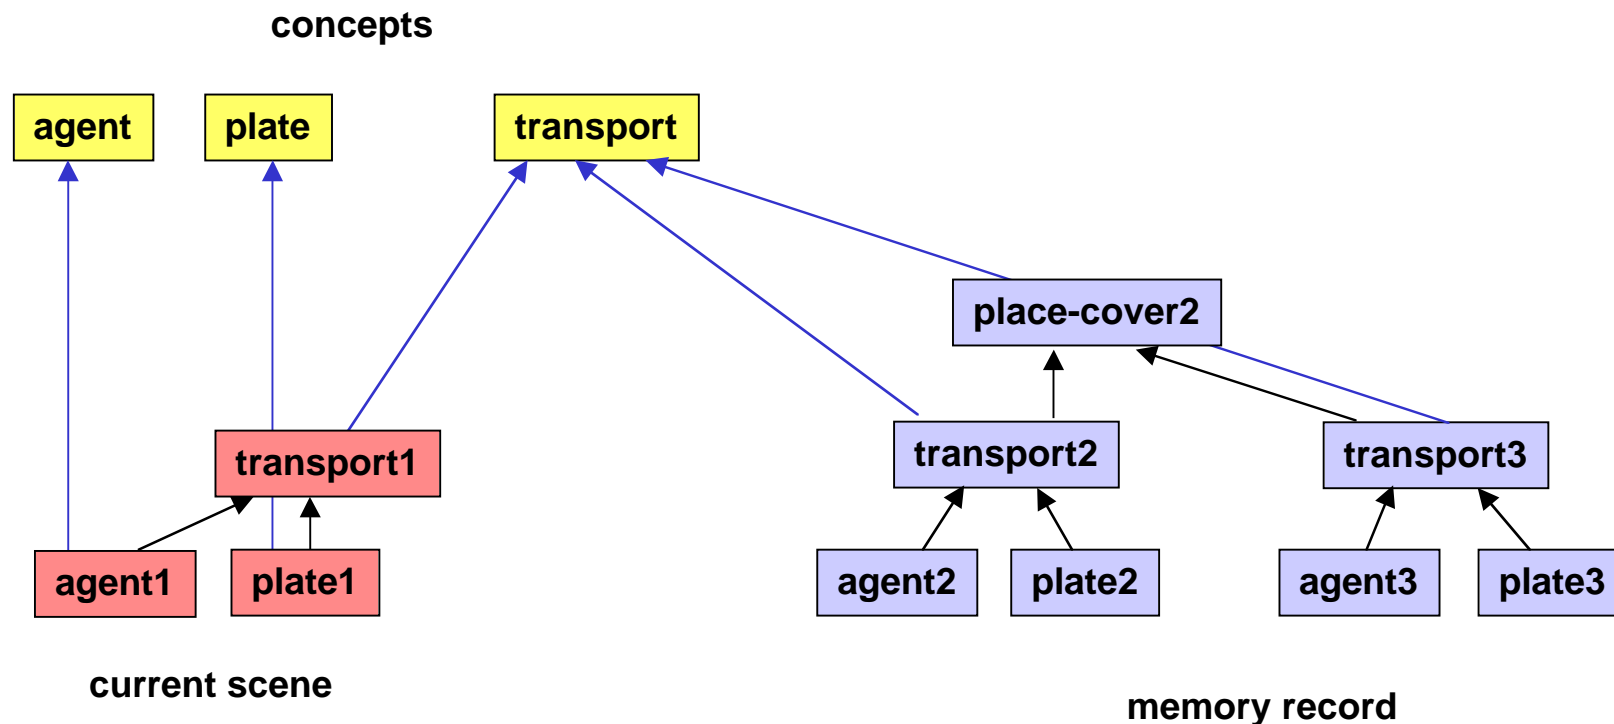 concepts
agent
plate
transport
place-cover2
transport1
transport2
transport3
agent1
plate1
agent2
plate2
agent3
plate3
current scene
memory record